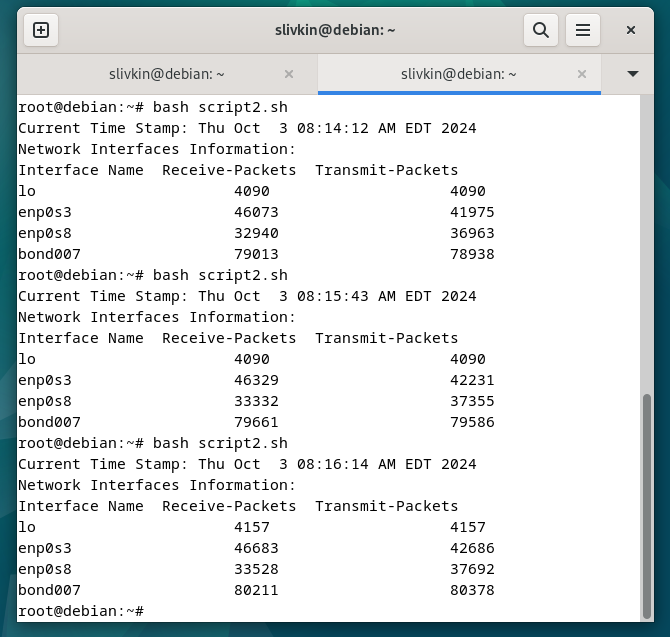 slivkin@debian: ~
slivkin@debian: ~
slivkin@debian: ~
root@debian:~# bash script2.sh
Current Time Stamp: Thu Oct  3 08:14:12 AM EDT 2024
Network Interfaces Information:
Interface Name  Receive-Packets  Transmit-Packets
lo                      4090                    4090
enp0s3                  46073                   41975
enp0s8                  32940                   36963
bond007                 79013                   78938
root@debian:~# bash script2.sh
Current Time Stamp: Thu Oct  3 08:15:43 AM EDT 2024
Network Interfaces Information:
Interface Name  Receive-Packets  Transmit-Packets
lo                      4090                    4090
enp0s3                  46329                   42231
enp0s8                  33332                   37355
bond007                 79661                   79586
root@debian:~# bash script2.sh
Current Time Stamp: Thu Oct  3 08:16:14 AM EDT 2024
Network Interfaces Information:
Interface Name  Receive-Packets  Transmit-Packets
lo                      4157                    4157
enp0s3                  46683                   42686
enp0s8                  33528                   37692
bond007                 80211                   80378
root@debian:~#